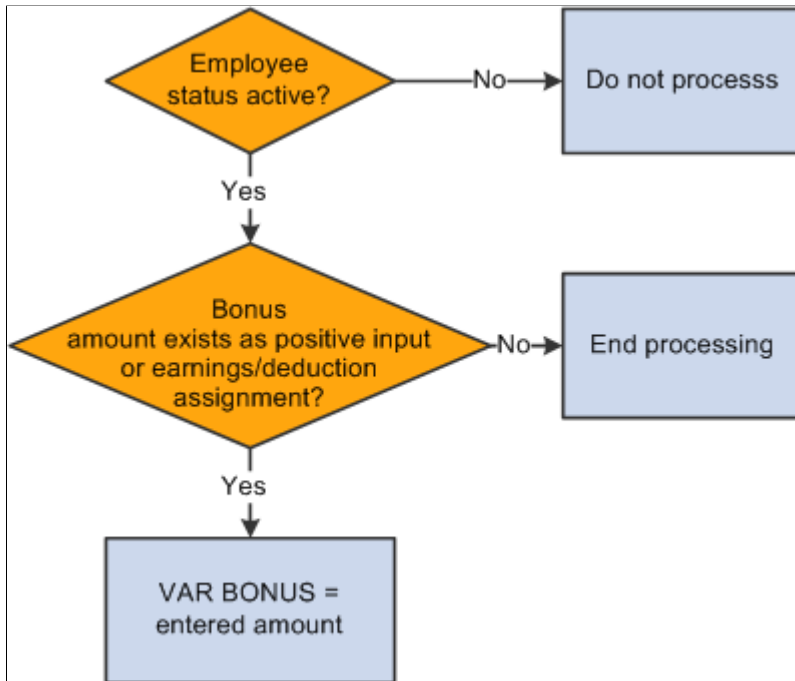 Employee
status active?
No
Do not processs
Yes
Bonus
amount exists as positive input
or earnings/deduction
assignment?
No
End processing
Yes
VAR BONUS =
entered amount